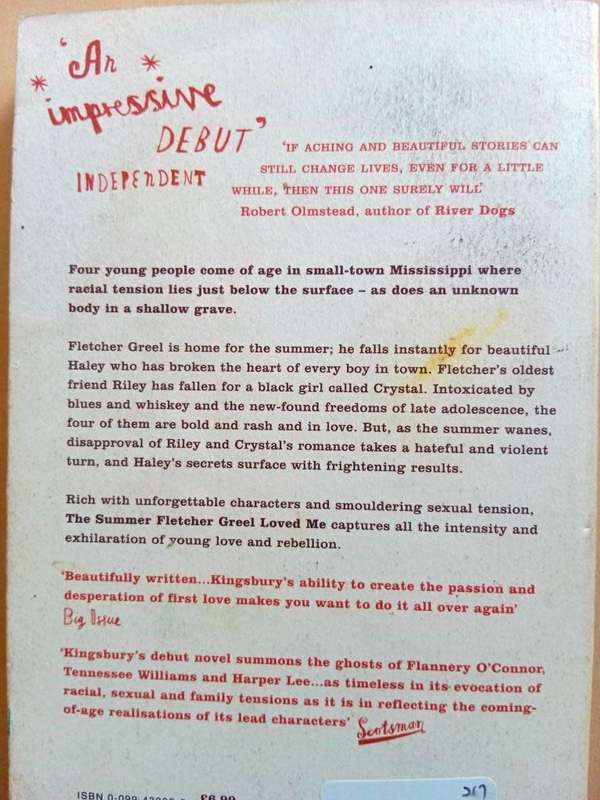 'An
impressive
DEBUT'
INDEPENDENT
'IF ACHING AND BEAUTIFUL STORIES CAN
STILL CHANGE LIVES, EVEN FOR A LITTLE
WHILE, THEN THIS ONE SURELY WILL'
Robert Olmstead, author of River Dogs
Four young people come of age in small-town Mississippi where
racial tension lies just below the surface – as does an unknown
body in a shallow grave.
Fletcher Greel is home for the summer; he falls instantly for beautiful
Haley who has broken the heart of every boy in town. Fletcher's oldest
friend Riley has fallen for a black girl called Crystal. Intoxicated by
blues and whiskey and the new-found freedoms of late adolescence, the
four of them are bold and rash and in love. But, as the summer wanes,
disapproval of Riley and Crystal's romance takes a hateful and violent
turn, and Haley's secrets surface with frightening results.
Rich with unforgettable characters and smouldering sexual tension,
The Summer Fletcher Greel Loved Me captures all the intensity and
exhilaration of young love and rebellion.
'Beautifully written...Kingsbury's ability to create the passion and
desperation of first love makes you want to do it all over again'
Big Issue
'Kingsbury's debut novel summons the ghosts of Flannery O'Connor,
Tennessee Williams and Harper Lee...as timeless in its evocation of
racial, sexual and family tensions as it is in reflecting the coming-
of-age realisations of its lead characters' Scotsman
ISBN £6.99